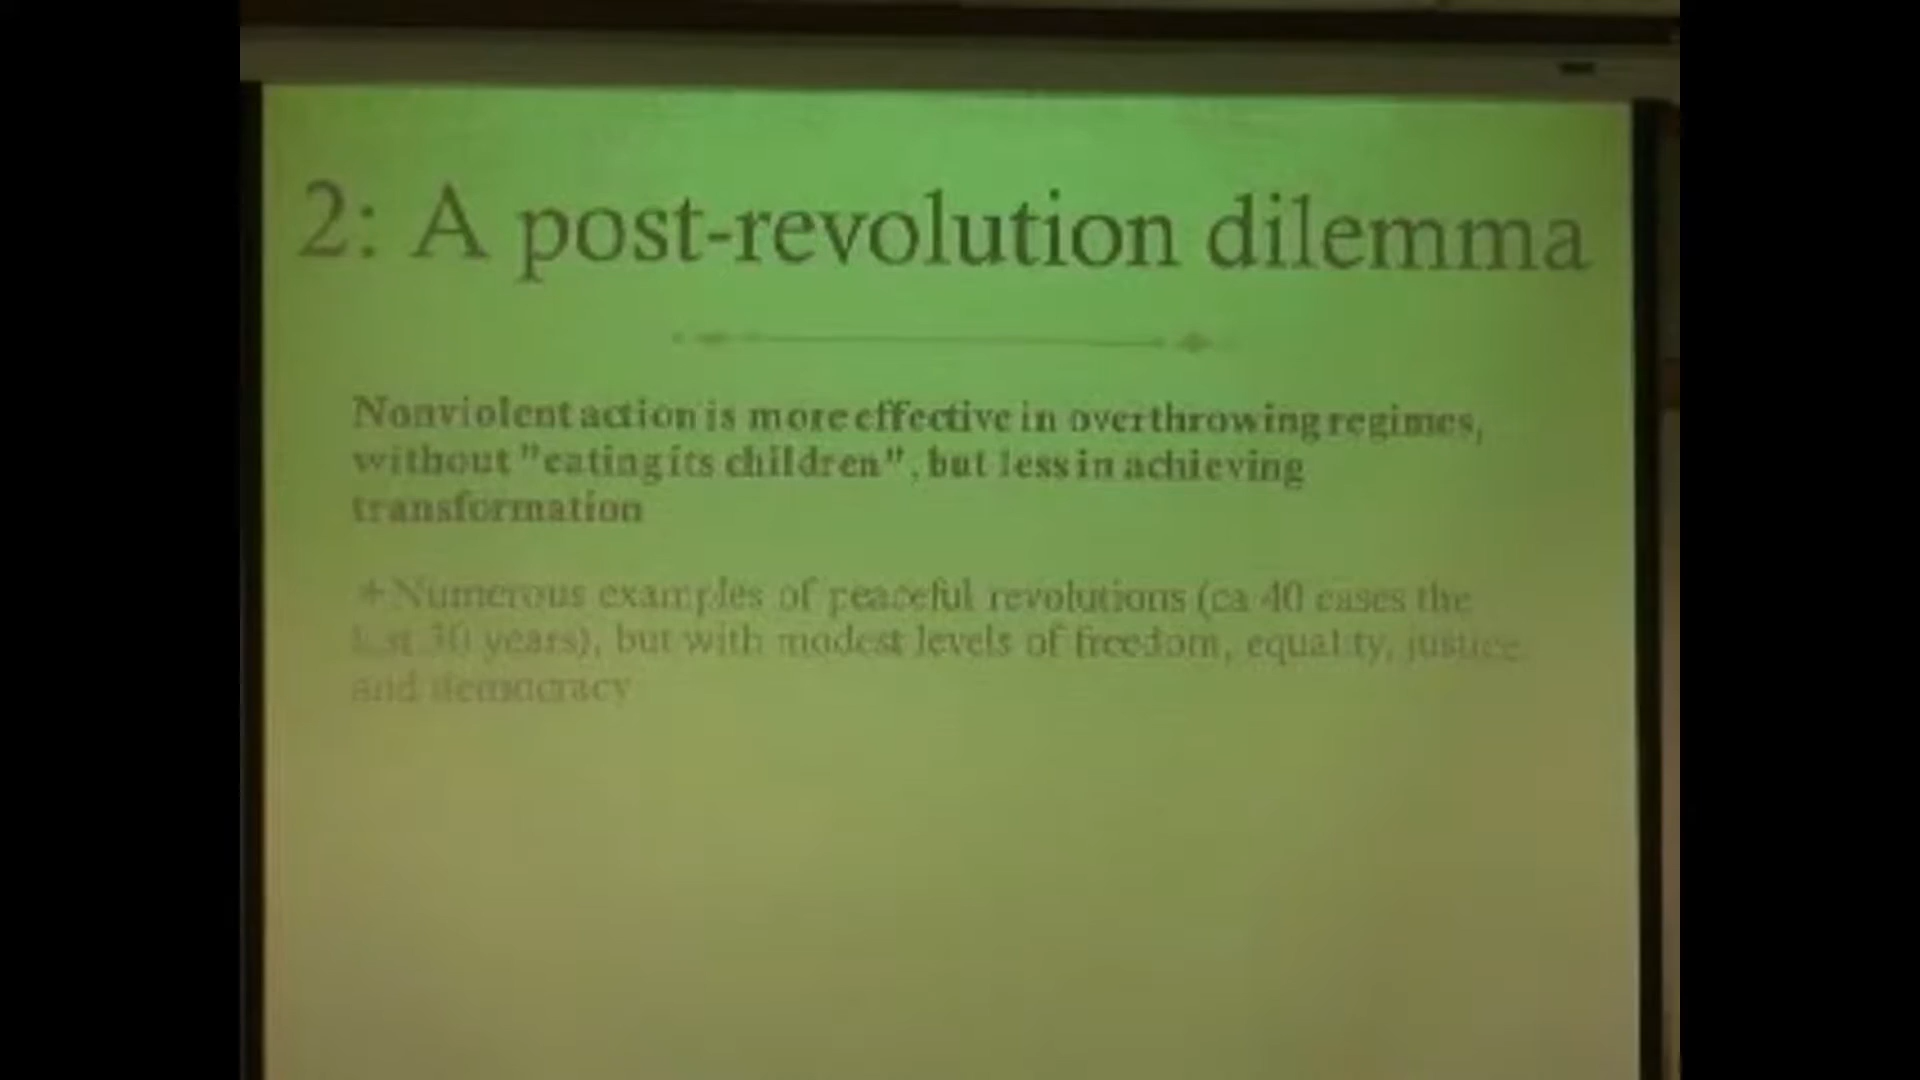 2: A post-revolution dilemma
Nonviolent action is more effective in overthrowing regimes,
without "eating its children", but less in achieving
transformation
+Numerous examples of peaceful revolutions (ca 40 cases the
last 30 years), but with modest levels of freedom, equality, justice
and democracy